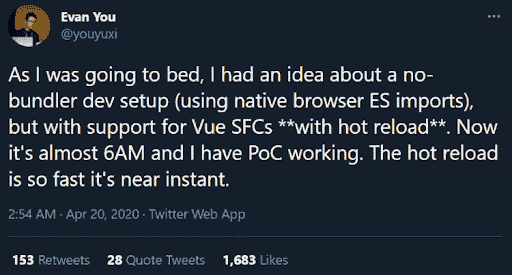 Evan You
@youyuxi
As I was going to bed, I had an idea about a no-
bundler dev setup (using native browser ES imports),
but with support for Vue SFCs **with hot reload**. Now
it's almost 6AM and I have PoC working. The hot reload
is so fast it's near instant.
2:54 AM · Apr 20, 2020 · Twitter Web App
153 Retweets 28 Quote Tweets 1,683 Likes